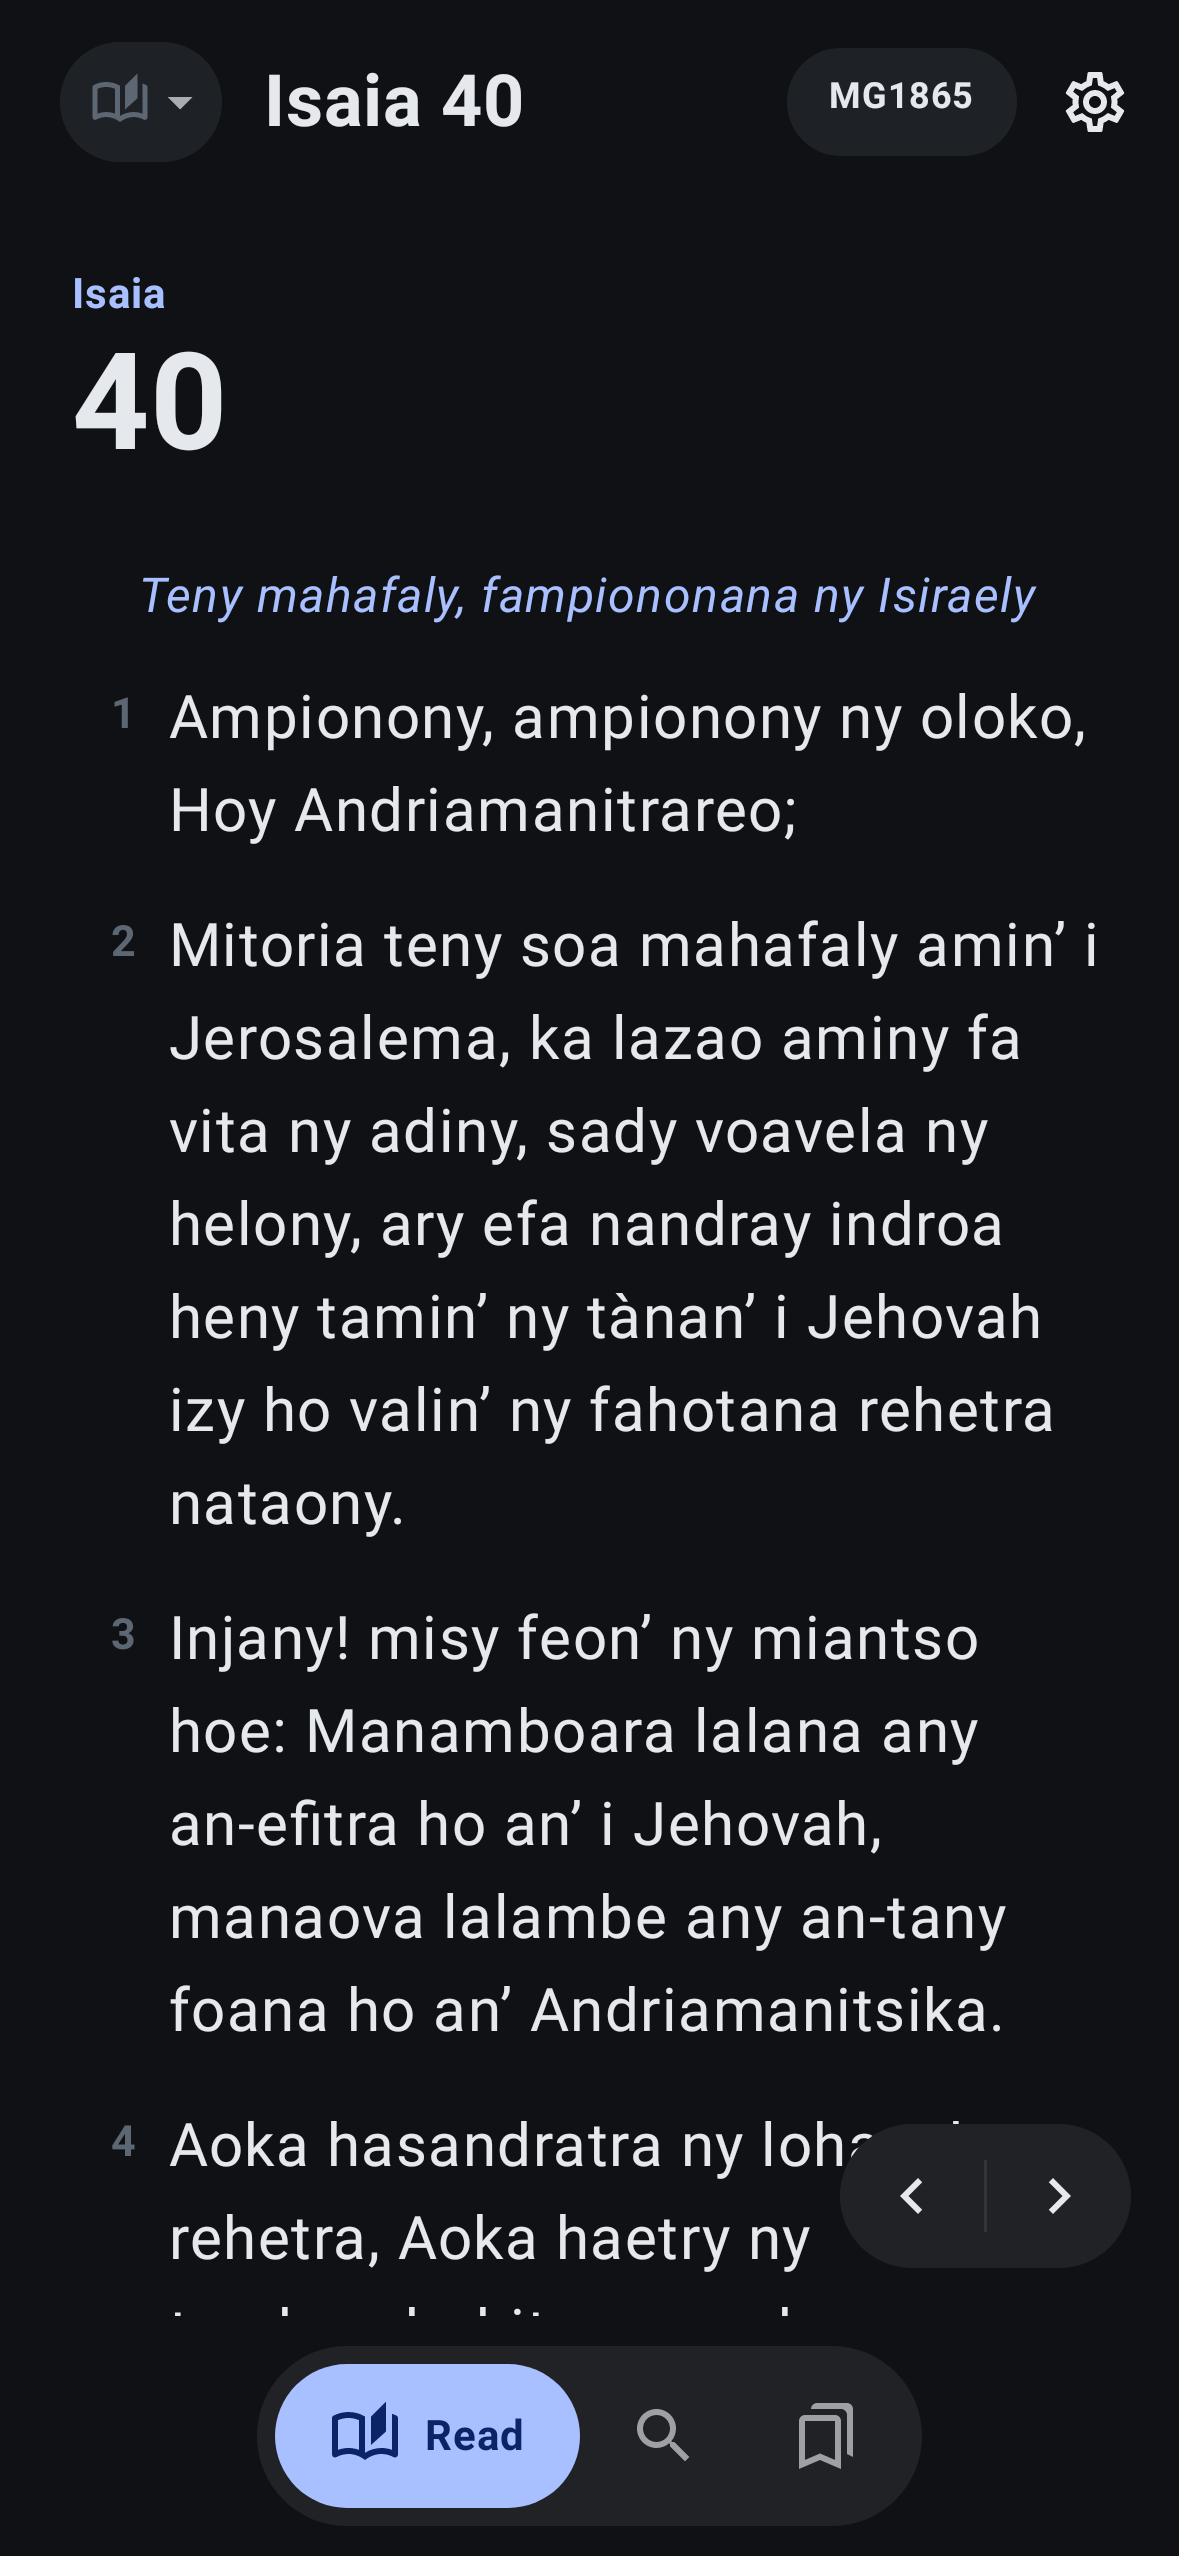 Isaia 40
MG1865
Isaia
40
Teny mahafaly, fampiononana ny Isiraely
1 Ampionony, ampionony ny oloko,
Hoy Andriamanitrareo;
2 Mitoria teny soa mahafaly amin’ i
Jerosalema, ka lazao aminy fa
vita ny adiny, sady voavela ny
helony, ary efa nandray indroa
heny tamin’ ny tànan’ i Jehovah
izy ho valin’ ny fahotana rehetra
nataony.
3 Injany! misy feon’ ny miantso
hoe: Manamboara lalana any
an-efitra ho an’ i Jehovah,
manaova lalambe any an-tany
foana ho an’ Andriamanitsika.
4 Aoka hasandratra ny
rehetra, Aoka haetry ny
Read